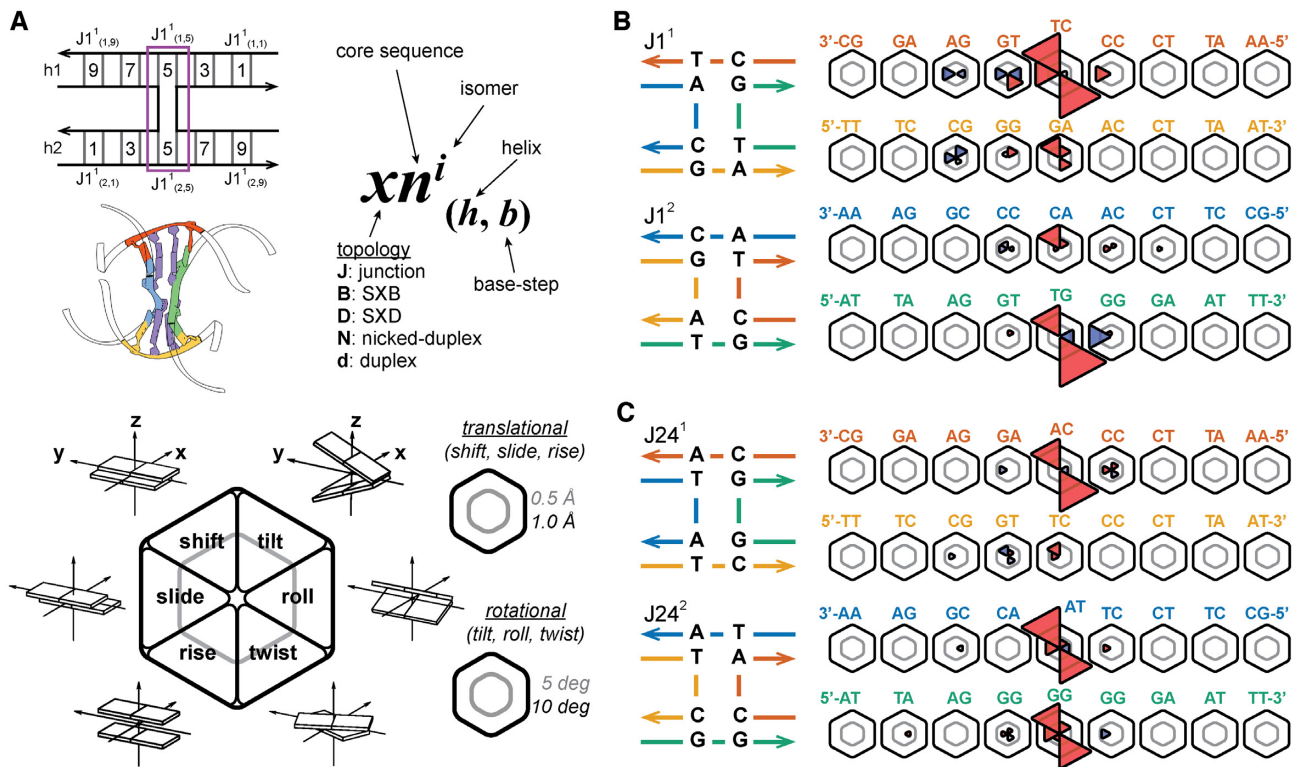 A
J1¹(1,9) J1¹(1,5) J1¹(1,1)
h1 9 7 5 3 1
h2 1 3 5 7 9
J1¹(2,1) J1¹(2,5) J1¹(2,9)
core sequence
isomer
helix
xnⁱ(h, b)
topology
J: junction
B: SXB
D: SXD
N: nicked-duplex
d: duplex
base-step
z
y x
z
y x
shift tilt
slide roll
rise twist
translational
(shift, slide, rise)
0.5 Å
1.0 Å
rotational
(tilt, roll, twist)
5 deg
10 deg
B
J1¹
T C
A G
C T
G A
3'-CG GA AG GT TC CC CT TA AA-5'
5'-TT TC CG GG GA AC CT TA AT-3'
J1²
C A
G T
A C
T G
3'-AA AG GC CC CA AC CT TC CG-5'
5'-AT TA AG GT TG GG GA AT TT-3'
C
J24¹
A C
T G
A G
T C
3'-CG GA AG GA AC CC CT TA AA-5'
5'-TT TC CG GT TC CC CT TA AT-3'
J24²
A T
T A
C C
G G
3'-AA AG GC CA AT TC CT TC CG-5'
5'-AT TA AG GG GG GG GA AT TT-3'